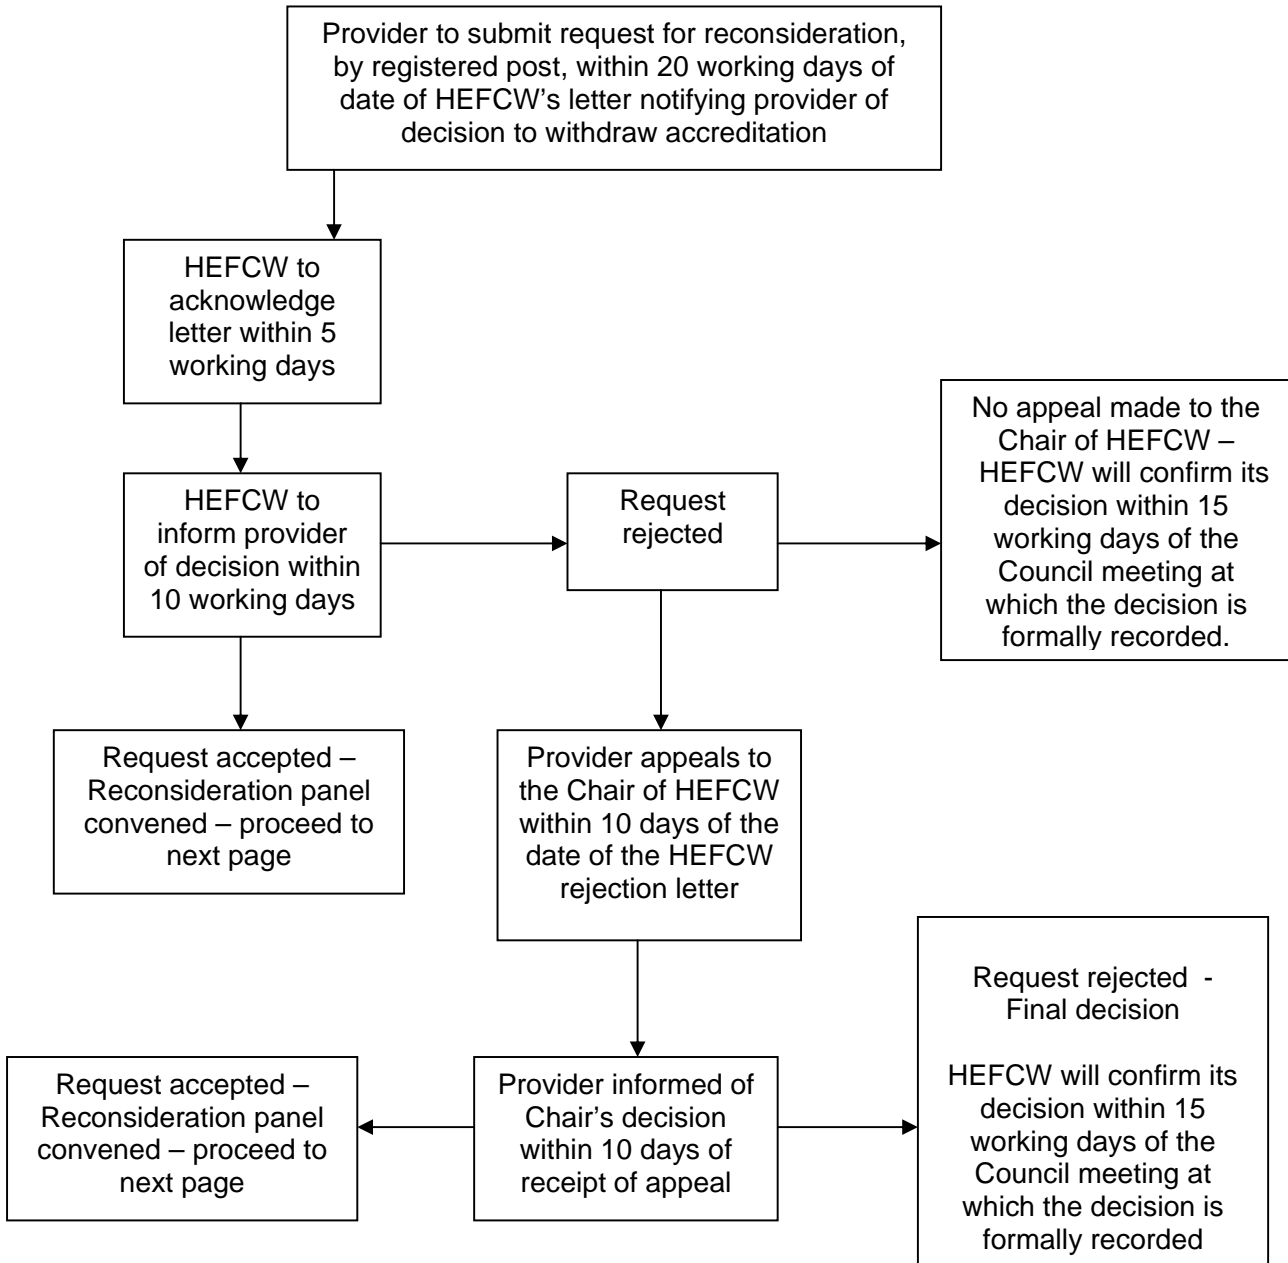 Provider to submit request for reconsideration,
by registered post, within 20 working days of
date of HEFCW’s letter notifying provider of
decision to withdraw accreditation
HEFCW to
acknowledge
letter within 5
working days
HEFCW to
inform provider
of decision within
10 working days
Request
rejected
No appeal made to the
Chair of HEFCW –
HEFCW will confirm its
decision within 15
working days of the
Council meeting at
which the decision is
formally recorded.
Request accepted –
Reconsideration panel
convened – proceed to
next page
Provider appeals to
the Chair of HEFCW
within 10 days of the
date of the HEFCW
rejection letter
Request accepted –
Reconsideration panel
convened – proceed to
next page
Provider informed of
Chair’s decision
within 10 days of
receipt of appeal
Request rejected -
Final decision
HEFCW will confirm its
decision within 15
working days of the
Council meeting at
which the decision is
formally recorded